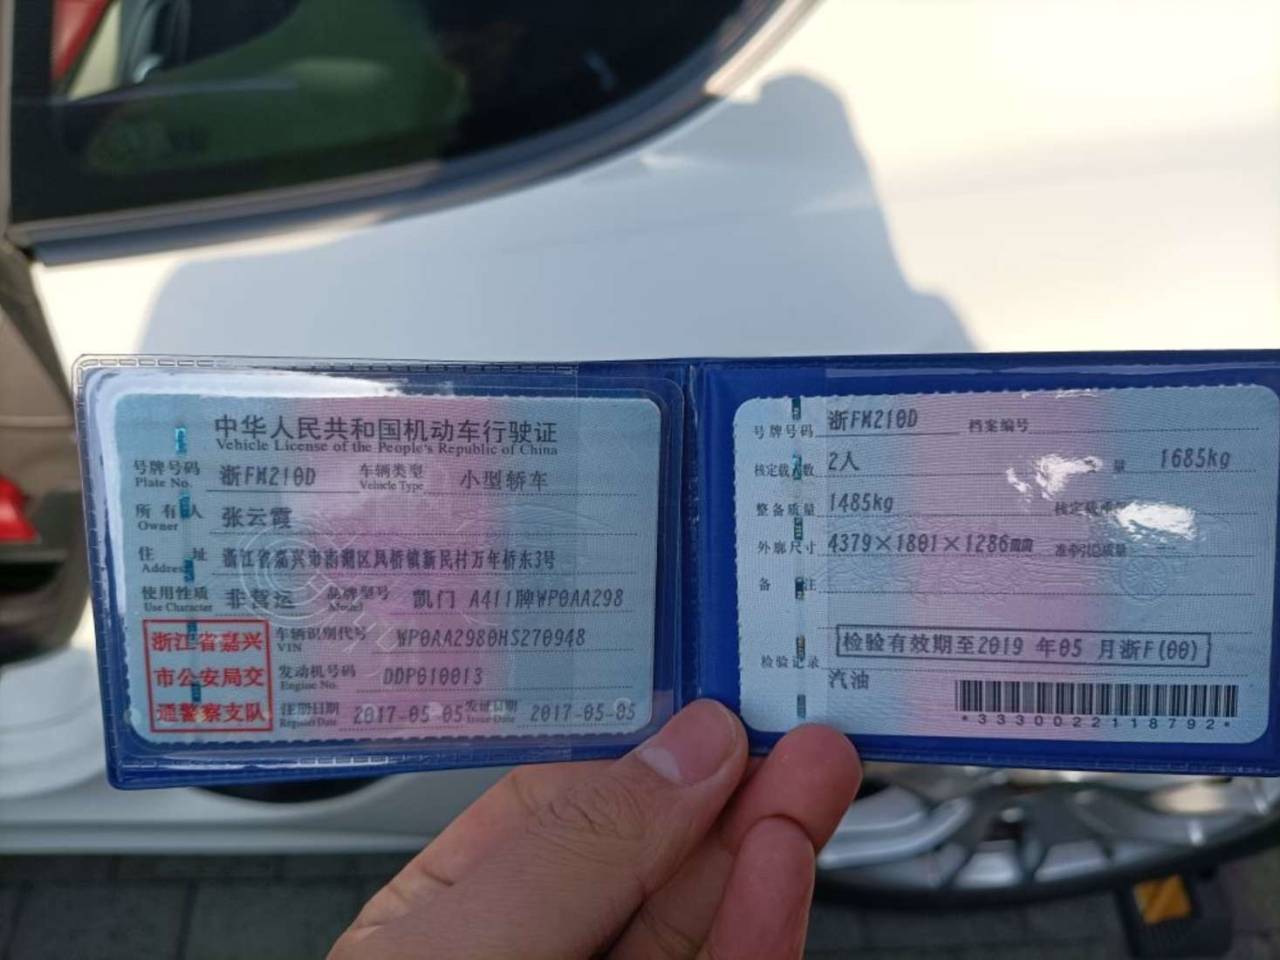 中华人民共和国机动车行驶证
Vehicle License of the People's Republic of China
号牌号码 浙FM210D 车辆类型 小型轿车
Plate No. Vehicle Type
所有人 张云霞
Owner
住址 浙江省嘉兴市南湖区凤桥镇新民村万年桥东3号
Address
使用性质 非营运 品牌型号 凯门 A411牌WP0AA298
Use Character Model
浙江省嘉兴
市公安局交
通警察支队
车辆识别代号 WP0AA2980HS270948
VIN
发动机号码 DDP010013
Engine No.
注册日期 2017-05-05 发证日期 2017-05-05
Register Date Issue Date
号牌号码 浙FM210D 档案编号
核定载人数 2人 量 1685kg
整备质量 1485kg 核定载质
外廓尺寸 4379×1801×1286mm 准牵引总质量 --
备注
检验有效期至2019 年05 月浙F(00)
检验记录
汽油
*3330022118792*